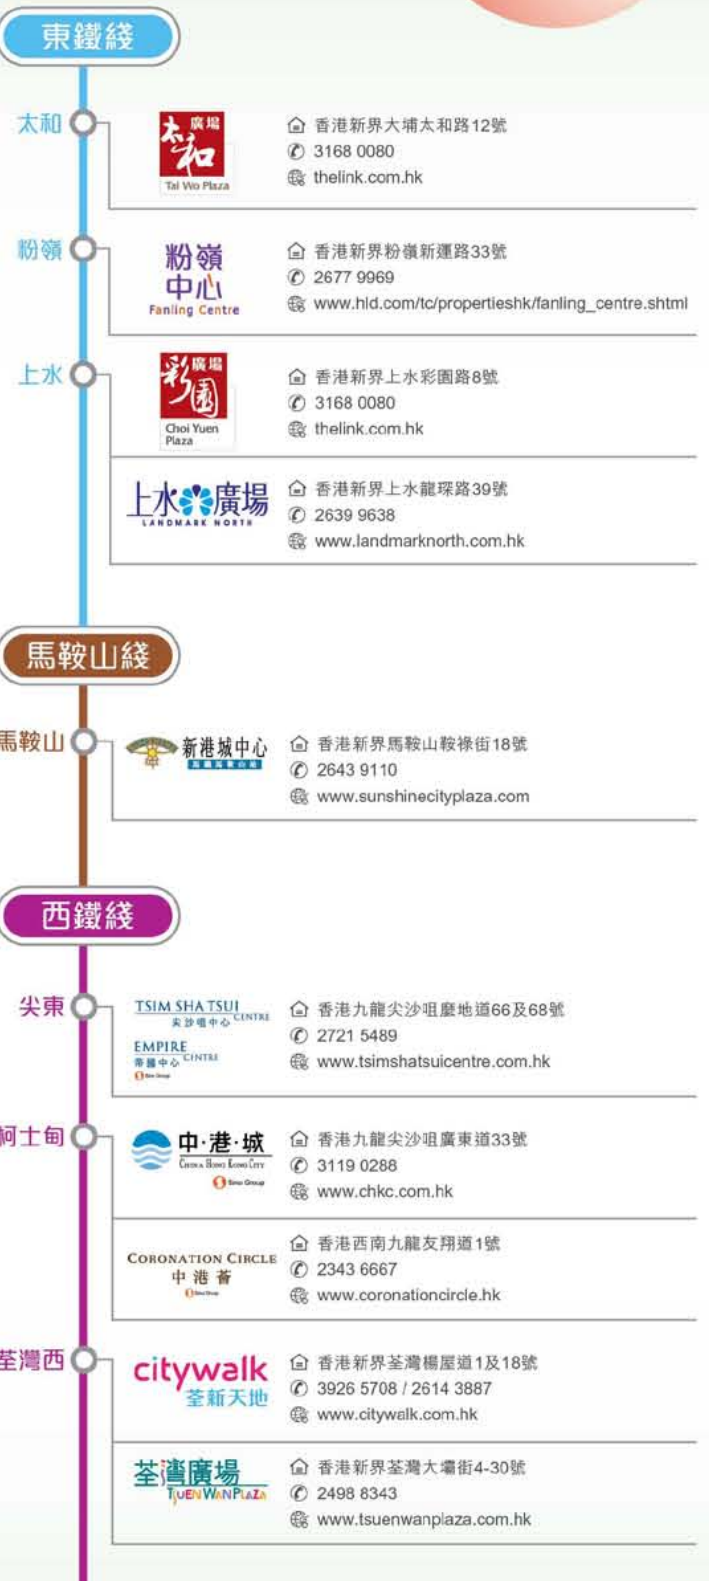 東鐵綫
太和
太和廣場
Tai Wo Plaza
香港新界大埔太和路12號
3168 0080
thelink.com.hk
粉嶺
粉嶺
中心
Fanling Centre
香港新界粉嶺新運路33號
2677 9969
www.hld.com/tc/propertieshk/fanling_centre.shtml
上水
彩園廣場
Choi Yuen
Plaza
香港新界上水彩園路8號
3168 0080
thelink.com.hk
上水廣場
LANDMARK NORTH
香港新界上水龍琛路39號
2639 9638
www.landmarknorth.com.hk
馬鞍山綫
馬鞍山
新港城中心
香港新界馬鞍山鞍祿街18號
2643 9110
www.sunshinecityplaza.com
西鐵綫
尖東
TSIM SHA TSUI
尖沙咀中心 CENTRE
EMPIRE
帝國中心 CENTRE
Sino Group
香港九龍尖沙咀麼地道66及68號
2721 5489
www.tsimshatsuicentre.com.hk
柯士甸
中·港·城
CHINA HONG KONG CITY
Sino Group
香港九龍尖沙咀廣東道33號
3119 0288
www.chkc.com.hk
CORONATION CIRCLE
中港薈
Sino Group
香港西南九龍友翔道1號
2343 6667
www.coronationcircle.hk
荃灣西
citywalk
荃新天地
香港新界荃灣楊屋道1及18號
3926 5708 / 2614 3887
www.citywalk.com.hk
荃灣廣場
TSUEN WAN PLAZA
香港新界荃灣大壩街4-30號
2498 8343
www.tsuenwanplaza.com.hk